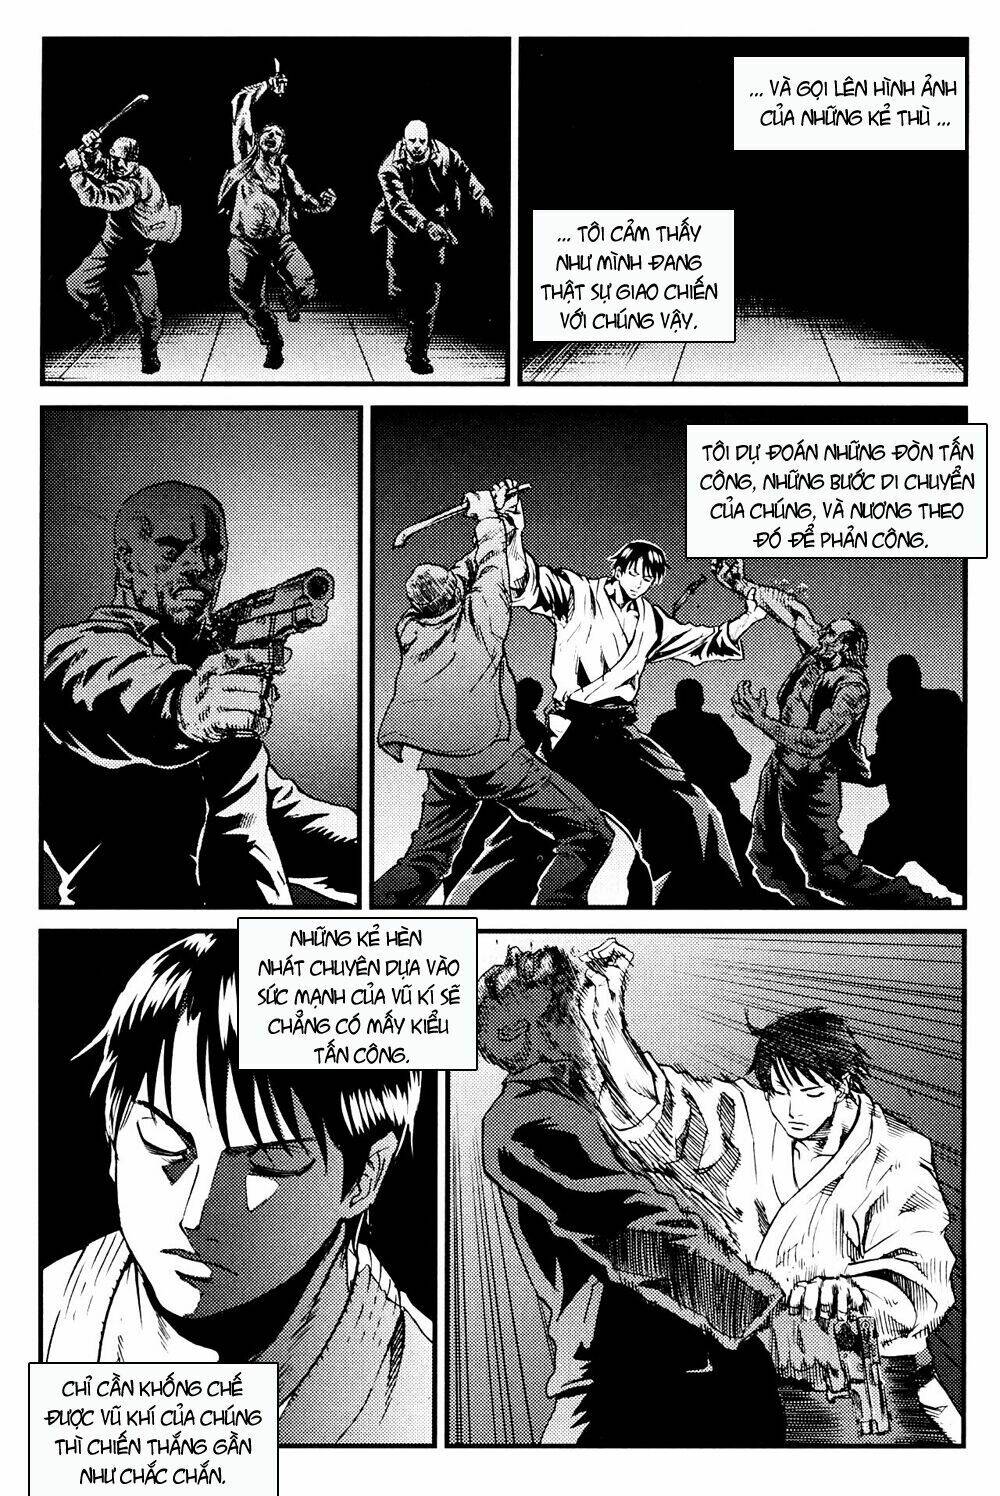 ... VÀ GỌI LÊN HÌNH ẢNH
CỦA NHỮNG KẺ THÙ ...
... TÔI CẢM THẤY
NHƯ MÌNH ĐANG
THẬT SỰ GIAO CHIẾN
VỚI CHÚNG VẬY.
TÔI DỰ ĐOÁN NHỮNG ĐÒN TẤN
CÔNG, NHỮNG BƯỚC DI CHUYỂN
CỦA CHÚNG, VÀ NƯƠNG THEO
ĐÓ ĐỂ PHẢN CÔNG.
NHỮNG KẺ HÈN
NHÁT CHUYÊN DỰA VÀO
SỨC MẠNH CỦA VŨ KÍ SẼ
CHẲNG CÓ MẤY KIỂU
TẤN CÔNG.
CHỈ CẦN KHỐNG CHẾ
ĐƯỢC VŨ KHÍ CỦA CHÚNG
THÌ CHIẾN THẮNG GẦN
NHƯ CHẮC CHẮN.